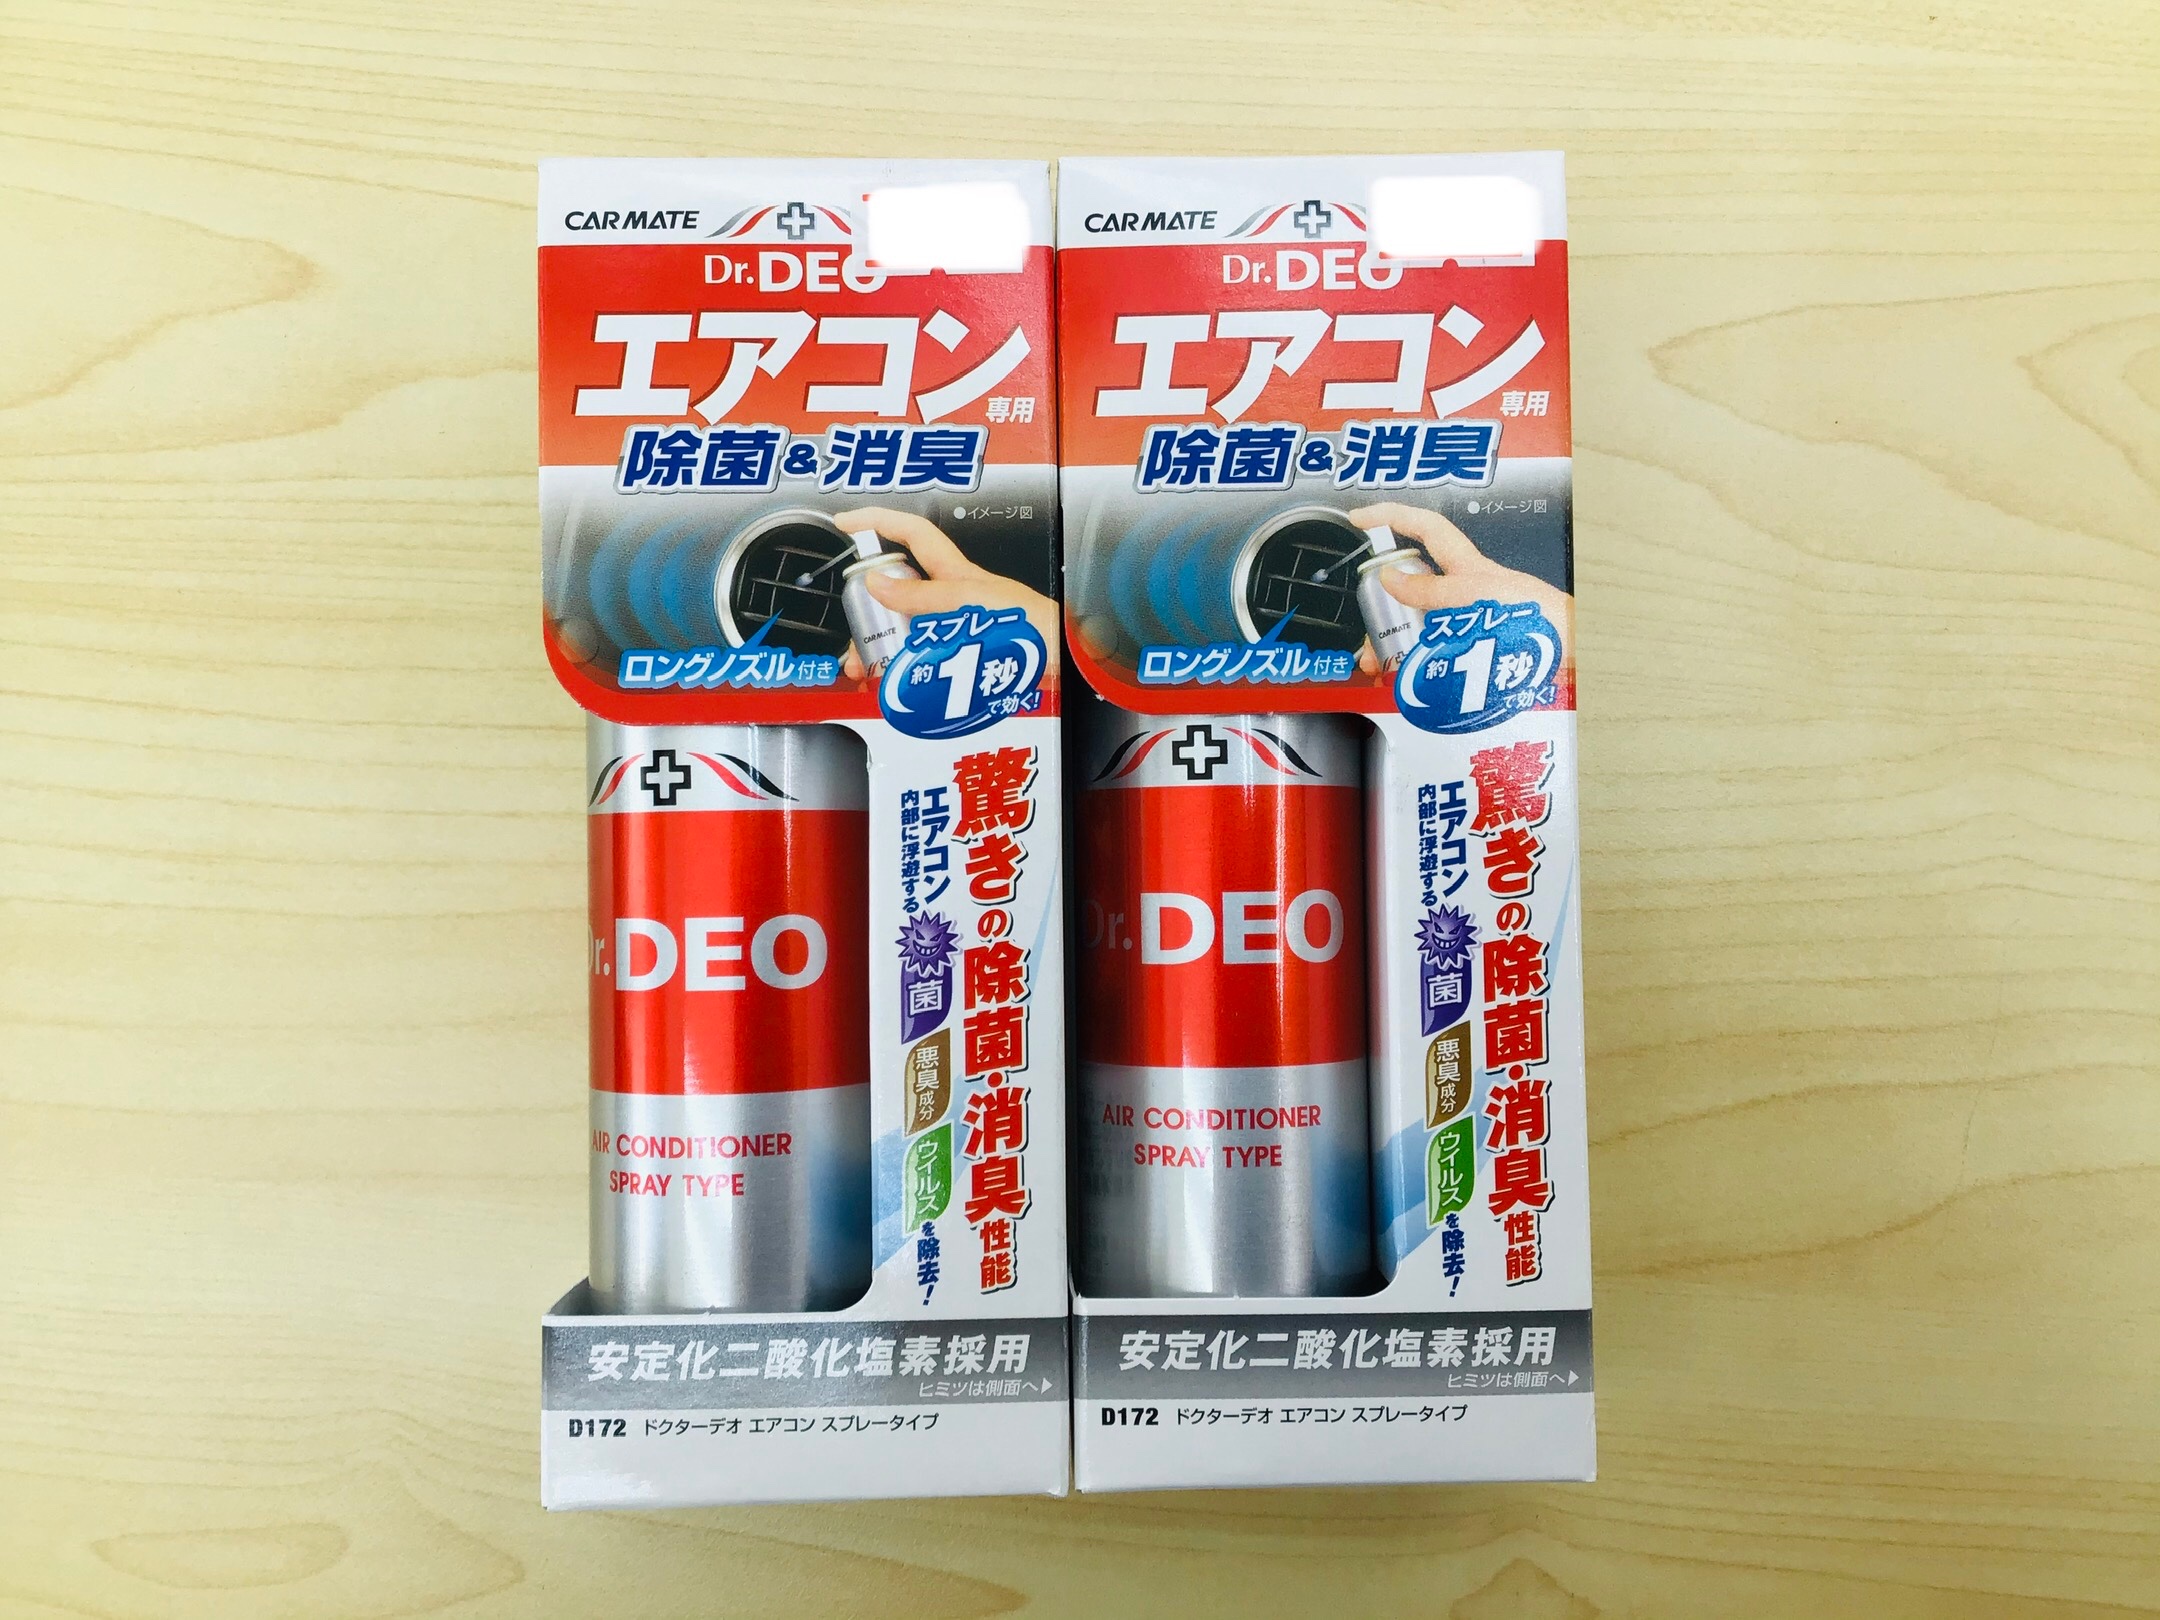 CARMATE
Dr.DEO
エアコン
専用
除菌&消臭
●イメージ図
CARMATE
ロングノズル付き
スプレー
約1秒
で効く!
Dr.DEO
AIR CONDITIONER
SPRAY TYPE
驚きの除菌・消臭性能
エアコン
内部に浮遊する
菌
悪臭成分
ウイルス
を除去!
安定化二酸化塩素採用
ヒミツは側面へ▶
D172 ドクターデオ エアコン スプレータイプ
CARMATE
Dr.DEO
エアコン
専用
除菌&消臭
●イメージ図
CARMATE
ロングノズル付き
スプレー
約1秒
で効く!
Dr.DEO
AIR CONDITIONER
SPRAY TYPE
驚きの除菌・消臭性能
エアコン
内部に浮遊する
菌
悪臭成分
ウイルス
を除去!
安定化二酸化塩素採用
ヒミツは側面へ▶
D172 ドクターデオ エアコン スプレータイプ